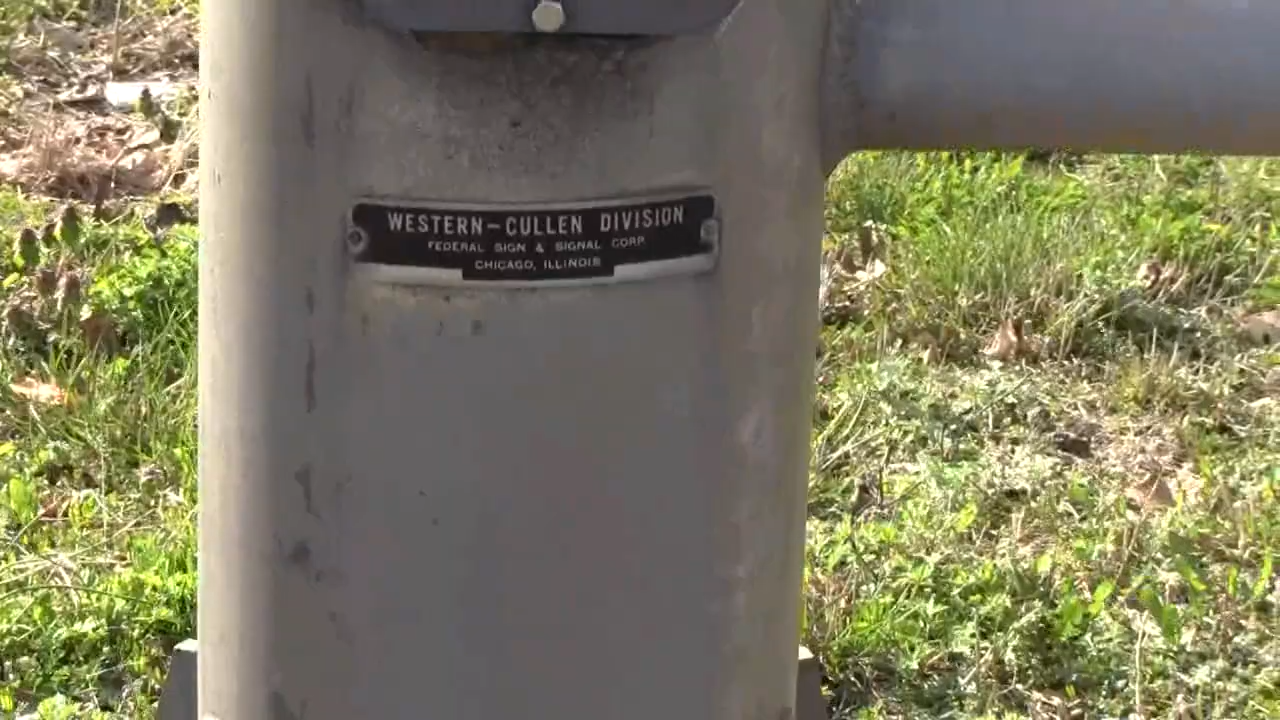 WESTERN-CULLEN DIVISION
FEDERAL SIGN & SIGNAL CORP.
CHICAGO, ILLINOIS